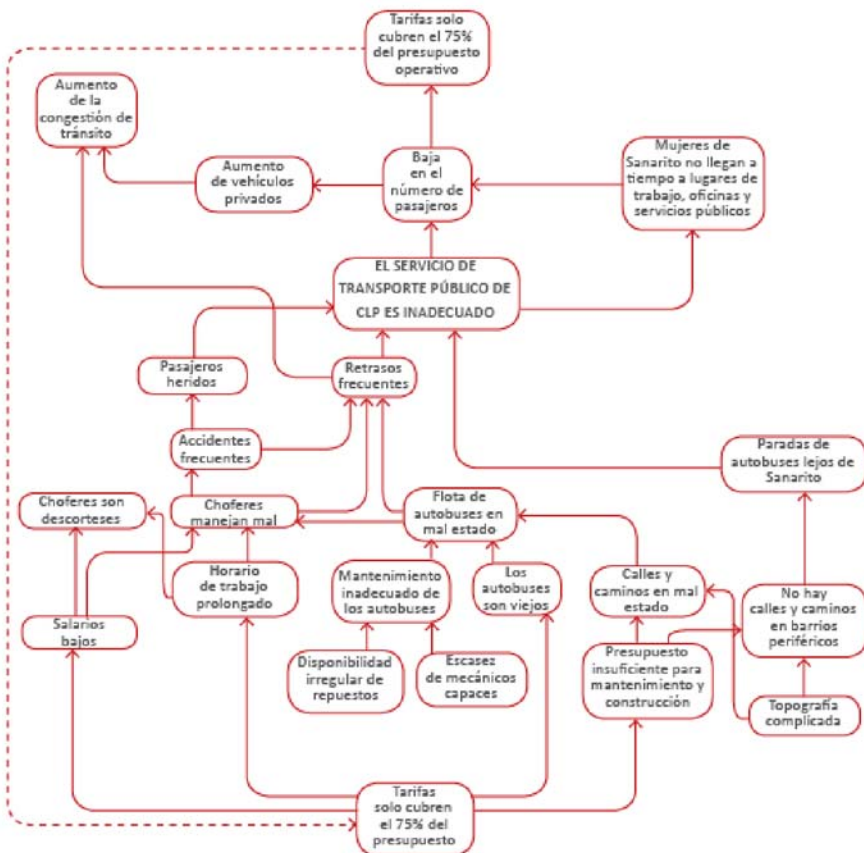 Tarifas solo
cubren el 75%
del presupuesto
operativo
Aumento
de la
congestión de
tránsito
Aumento
de vehículos
privados
Baja
en el
número de
pasajeros
Mujeres de
Sanarito no llegan a
tiempo a lugares de
trabajo, oficinas y
servicios públicos
EL SERVICIO DE
TRANSPORTE PÚBLICO DE
CLP ES INADECUADO
Pasajeros
heridos
Retrasos
frecuentes
Accidentes
frecuentes
Paradas de
autobuses lejos de
Sanarito
Choferes son
descorteses
Choferes
manejan mal
Flota de
autobuses en
mal estado
Horario
de trabajo
prolongado
Mantenimiento
inadecuado de
los autobuses
Los
autobuses
son viejos
Calles y
caminos en mal
estado
No hay
calles y caminos
en barrios
periféricos
Salarios
bajos
Disponibilidad
irregular de
repuestos
Escasez
de mecánicos
capaces
Presupuesto
insuficiente para
mantenimiento y
construcción
Topografía
complicada
Tarifas
solo cubren
el 75% del
presupuesto